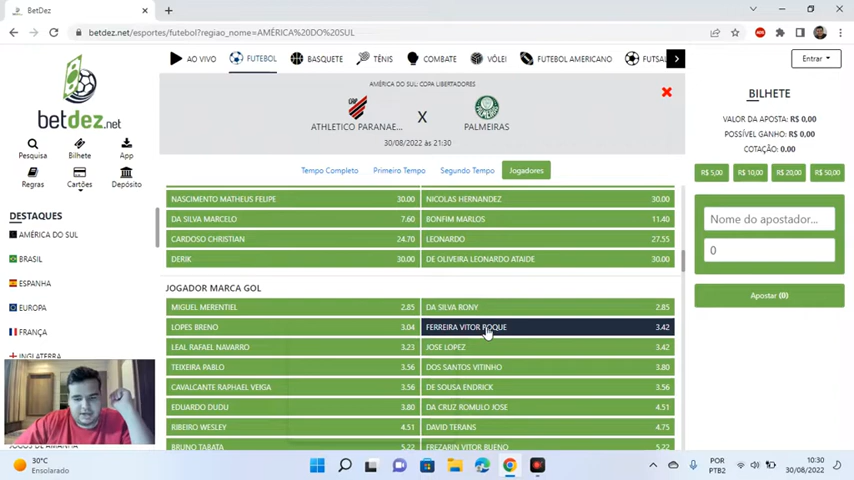 BetDez
betdez.net/esportes/futebol?regiao_nome=AMÉRICA%20DO%20SUL
AO VIVO
FUTEBOL
BASQUETE
TÊNIS
COMBATE
VÔLEI
FUTEBOL AMERICANO
FUTSAL
Entrar
betdez.net
Pesquisa
Bilhete
App
Regras
Cartões
Depósito
DESTAQUES
AMÉRICA DO SUL
BRASIL
ESPANHA
EUROPA
FRANÇA
INGLATERRA
AMÉRICA DO SUL: COPA LIBERTADORES
ATHLETICO PARANAE...
X
PALMEIRAS
30/08/2022 às 21:30
Tempo Completo
Primeiro Tempo
Segundo Tempo
Jogadores
NASCIMENTO MATHEUS FELIPE 30.00
NICOLAS HERNANDEZ 30.00
DA SILVA MARCELO 7.60
BONFIM MARLOS 11.40
CARDOSO CHRISTIAN 24.70
LEONARDO 27.55
DERIK 30.00
DE OLIVEIRA LEONARDO ATAIDE 30.00
JOGADOR MARCA GOL
MIGUEL MERENTIEL 2.85
DA SILVA RONY 2.85
LOPES BRENO 3.04
FERREIRA VITOR ROQUE 3.42
LEAL RAFAEL NAVARRO 3.23
JOSE LOPEZ 3.42
TEIXEIRA PABLO 3.56
DOS SANTOS VITINHO 3.80
CAVALCANTE RAPHAEL VEIGA 3.56
DE SOUSA ENDRICK 3.56
EDUARDO DUDU 3.80
DA CRUZ ROMULO JOSE 4.51
RIBEIRO WESLEY 4.51
DAVID TERANS 4.75
BRUNO TABATA 5.22
FREZARIN VITOR BUENO
BILHETE
VALOR DA APOSTA: R$ 0,00
POSSÍVEL GANHO: R$ 0,00
COTAÇÃO: 0.00
R$ 5,00
R$ 10,00
R$ 20,00
R$ 50,00
Nome do apostador...
0
Apostar (0)
30°C
Ensolarado
POR
PTB2
10:30
30/08/2022